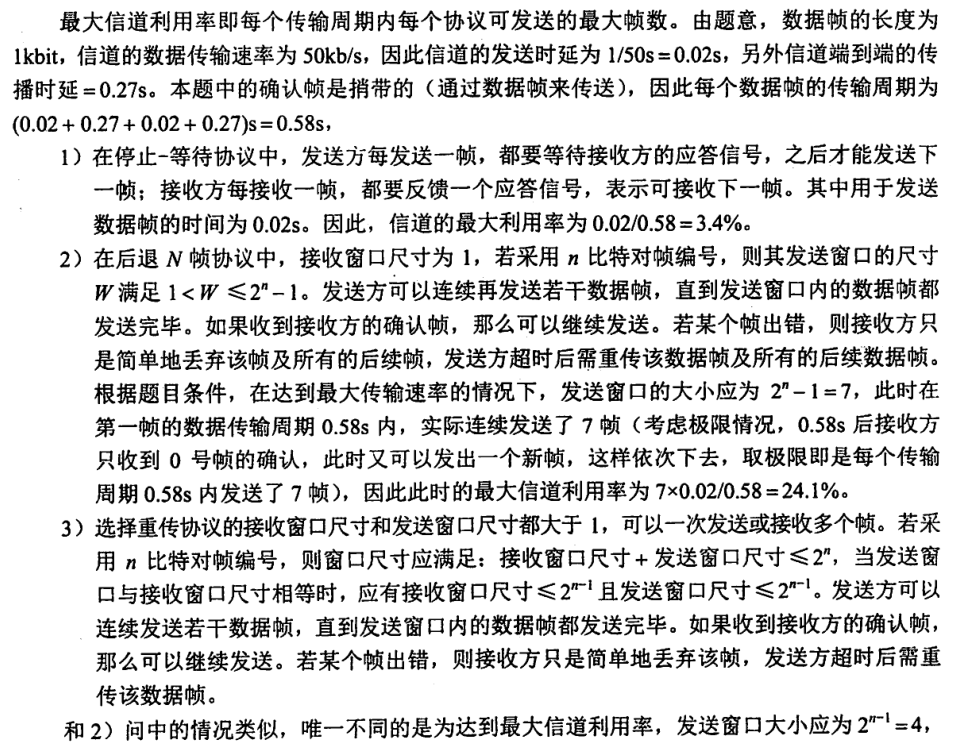 最大信道利用率即每个传输周期内每个协议可发送的最大帧数。由题意，数据帧的长度为
1kbit，信道的数据传输速率为 50kb/s，因此信道的发送时延为 1/50s = 0.02s，另外信道端到端的传
播时延 = 0.27s。本题中的确认帧是捎带的（通过数据帧来传送），因此每个数据帧的传输周期为
(0.02 + 0.27 + 0.02 + 0.27)s = 0.58s，
1）在停止-等待协议中，发送方每发送一帧，都要等待接收方的应答信号，之后才能发送下
一帧；接收方每接收一帧，都要反馈一个应答信号，表示可接收下一帧。其中用于发送
数据帧的时间为 0.02s。因此，信道的最大利用率为 0.02/0.58 = 3.4%。
2）在后退 N 帧协议中，接收窗口尺寸为 1，若采用 n 比特对帧编号，则其发送窗口的尺寸
W 满足 1 < W ≤ 2ⁿ - 1。发送方可以连续再发送若干数据帧，直到发送窗口内的数据帧都
发送完毕。如果收到接收方的确认帧，那么可以继续发送。若某个帧出错，则接收方只
是简单地丢弃该帧及所有的后续帧，发送方超时后需重传该数据帧及所有的后续数据帧。
根据题目条件，在达到最大传输速率的情况下，发送窗口的大小应为 2ⁿ - 1 = 7，此时在
第一帧的数据传输周期 0.58s 内，实际连续发送了 7 帧（考虑极限情况，0.58s 后接收方
只收到 0 号帧的确认，此时又可以发出一个新帧，这样依次下去，取极限即是每个传输
周期 0.58s 内发送了 7 帧），因此此时的最大信道利用率为 7×0.02/0.58 = 24.1%。
3）选择重传协议的接收窗口尺寸和发送窗口尺寸都大于 1，可以一次发送或接收多个帧。若采
用 n 比特对帧编号，则窗口尺寸应满足：接收窗口尺寸 + 发送窗口尺寸 ≤ 2ⁿ，当发送窗
口与接收窗口尺寸相等时，应有接收窗口尺寸 ≤ 2ⁿ⁻¹ 且发送窗口尺寸 ≤ 2ⁿ⁻¹。发送方可以
连续发送若干数据帧，直到发送窗口内的数据帧都发送完毕。如果收到接收方的确认帧，
那么可以继续发送。若某个帧出错，则接收方只是简单地丢弃该帧，发送方超时后需重
传该数据帧。
和 2）问中的情况类似，唯一不同的是为达到最大信道利用率，发送窗口大小应为 2ⁿ⁻¹ = 4，